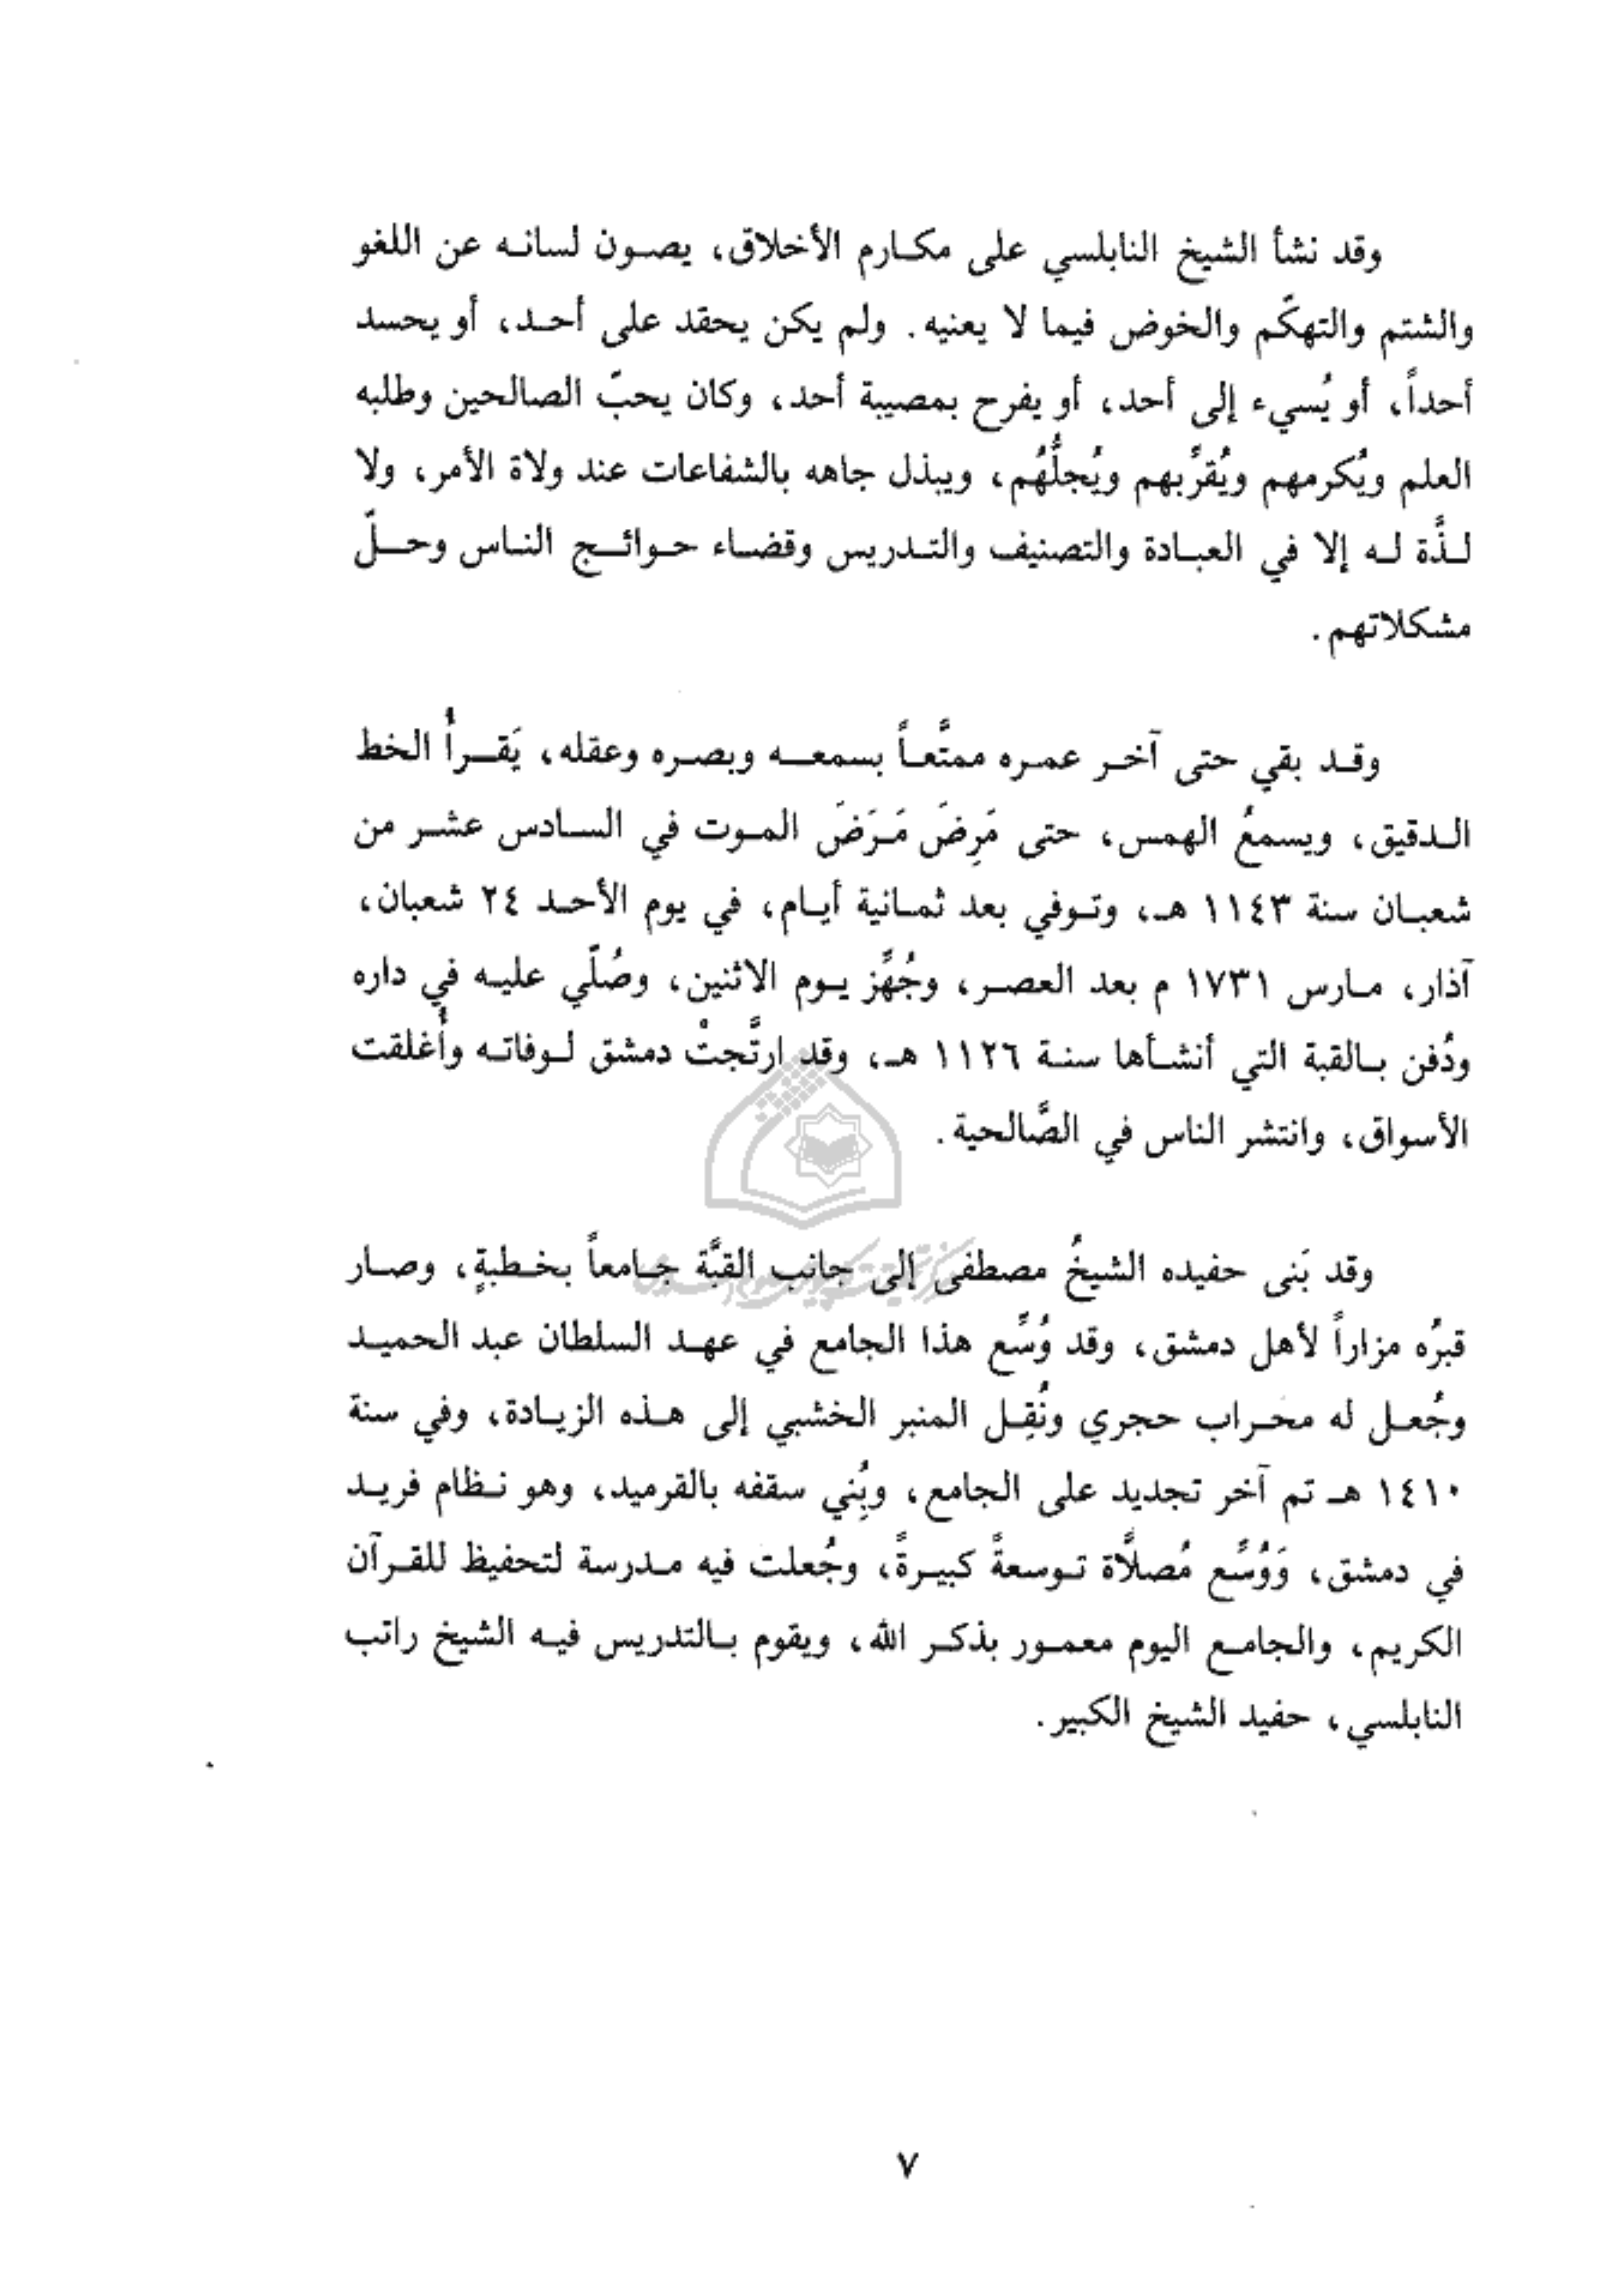 وقد نشأ الشيخ النابلسي على مكارم الأخلاق، يصون لسانه عن اللغو
والشتم والتهكّم والخوض فيما لا يعنيه. ولم يكن يحقد على أحد، أو يحسد
أحداً، أو يُسيء إلى أحد، أو يفرح بمصيبة أحد، وكان يحبّ الصالحين وطلبه
العلم ويُكرمهم ويُقرِّبهم ويُجلُّهُم، ويبذل جاهه بالشفاعات عند ولاة الأمر، ولا
لذَّة له إلا في العبادة والتصنيف والتدريس وقضاء حوائج الناس وحلّ
مشكلاتهم.
وقد بقي حتى آخر عمره ممتَّعاً بسمعه وبصره وعقله، يَقرأُ الخط
الدقيق، ويسمعُ الهمس، حتى مَرِضَ مَرَضَ الموت في السادس عشر من
شعبان سنة ١١٤٣ هـ، وتوفي بعد ثمانية أيام، في يوم الأحد ٢٤ شعبان،
آذار، مارس ١٧٣١ م بعد العصر، وجُهِّز يوم الاثنين، وصُلّي عليه في داره
ودُفن بالقبة التي أنشأها سنة ١١٢٦ هـ، وقد ارتَّجتْ دمشق لوفاته وأُغلقت
الأسواق، وانتشر الناس في الصَّالحية.
وقد بَنى حفيده الشيخُ مصطفى إلى جانب القبَّة جامعاً بخطبةٍ، وصار
قبرُه مزاراً لأهل دمشق، وقد وُسِّع هذا الجامع في عهد السلطان عبد الحميد
وجُعل له محراب حجري ونُقِل المنبر الخشبي إلى هذه الزيادة، وفي سنة
١٤١٠ هـ تم آخر تجديد على الجامع، وبُنِي سقفه بالقرميد، وهو نظام فريد
في دمشق، وَوُسِّع مُصلَّاة توسعةً كبيرةً، وجُعلت فيه مدرسة لتحفيظ للقرآن
الكريم، والجامع اليوم معمور بذكر الله، ويقوم بالتدريس فيه الشيخ راتب
النابلسي، حفيد الشيخ الكبير.
٧